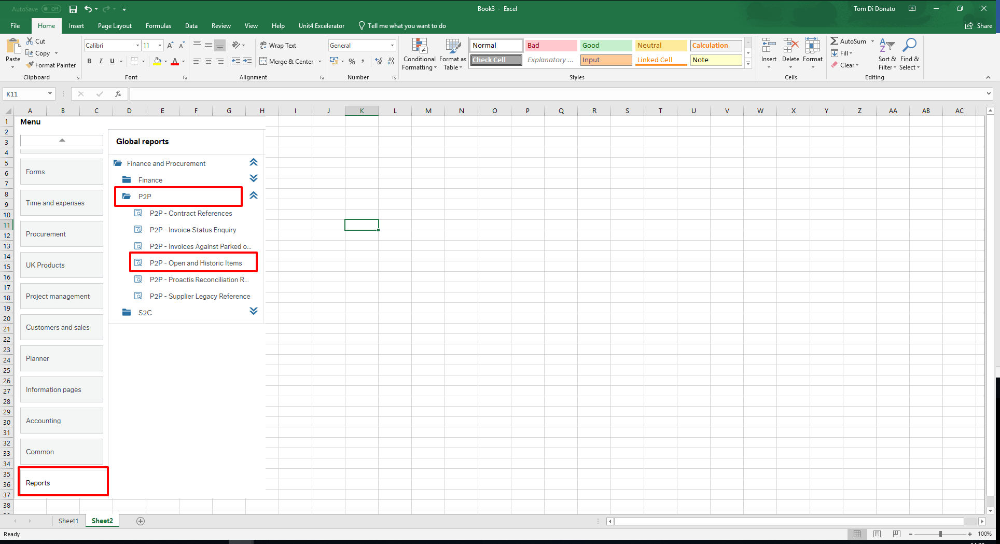 AutoSave Off
Book3 - Excel
Tom Di Donato
File Home Insert Page Layout Formulas Data Review View Help Unit4 Excelerator Tell me what you want to do
Share
Paste
Cut
Copy
Format Painter
Clipboard
Calibri 11
B I U
Font
Wrap Text
Merge & Center
Alignment
General
%
Number
Conditional Formatting
Format as Table
Normal Bad Good Neutral Calculation
Check Cell Explanatory ... Input Linked Cell Note
Styles
Insert Delete Format
Cells
AutoSum
Fill
Clear
Sort & Filter
Find & Select
Editing
K11
fx
A B C D E F G H I J K L M N O P Q R S T U V W X Y Z AA AB AC
1
2
3
4
5
6
7
8
9
10
11
12
13
14
15
16
17
18
19
20
21
22
23
24
25
26
27
28
29
30
31
32
33
34
35
36
37
38
Menu
Forms
Time and expenses
Procurement
UK Products
Project management
Customers and sales
Planner
Information pages
Accounting
Common
Reports
Global reports
Finance and Procurement
Finance
P2P
P2P - Contract References
P2P - Invoice Status Enquiry
P2P - Invoices Against Parked o...
P2P - Open and Historic Items
P2P - Proactis Reconciliation R...
P2P - Supplier Legacy Reference
S2C
Sheet1 Sheet2
Ready
100%